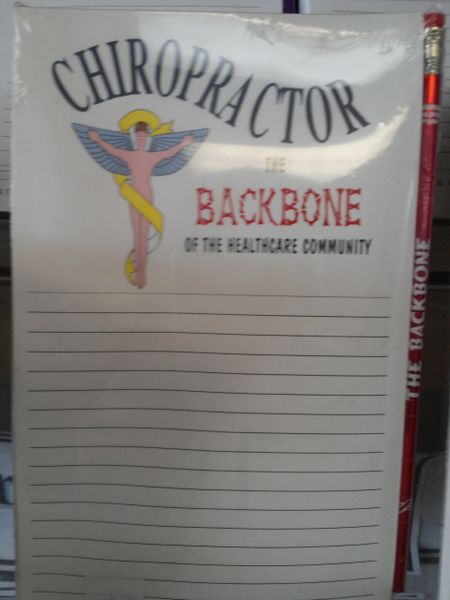 CHIROPRACTOR
THE
BACKBONE
OF THE HEALTHCARE COMMUNITY
THE BACKBONE